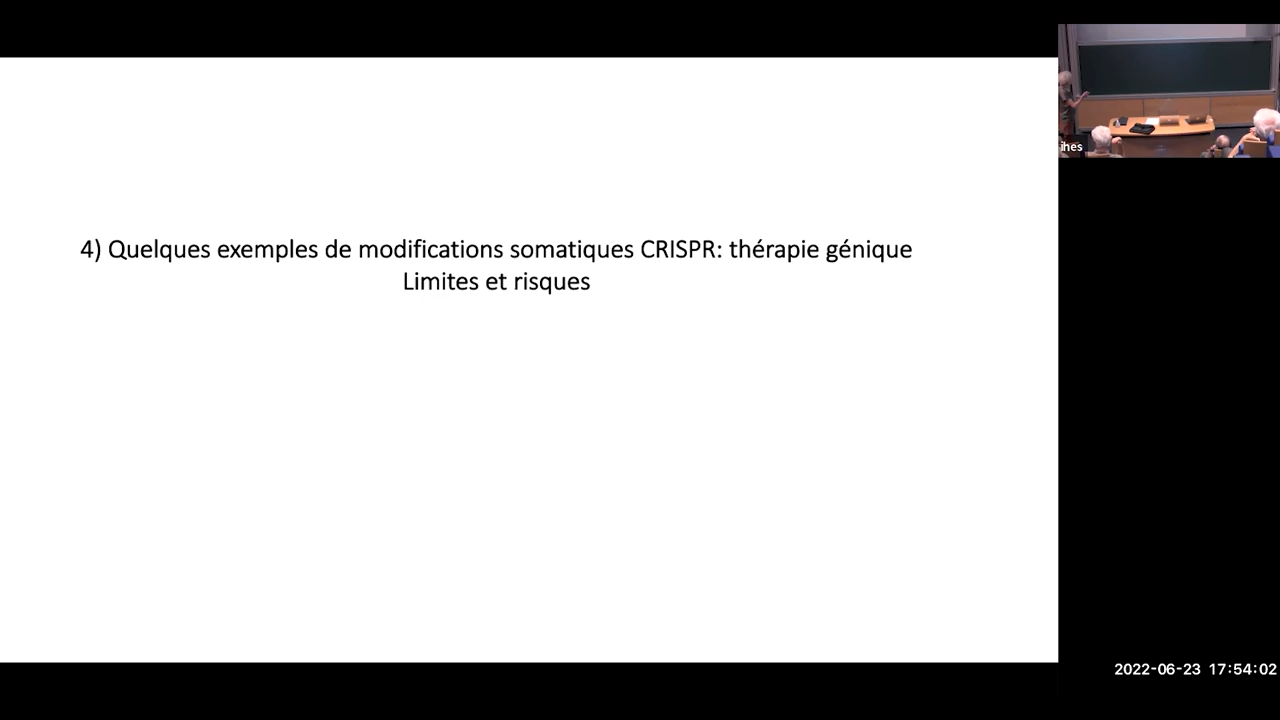 4) Quelques exemples de modifications somatiques CRISPR: thérapie génique
Limites et risques
ihes
2022-06-23 17:54:02